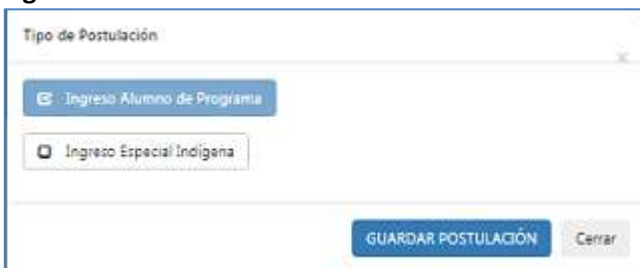 Tipo de Postulación
Ingreso Alumno de Programa
Ingreso Especial Indígena
GUARDAR POSTULACIÓN Cerrar